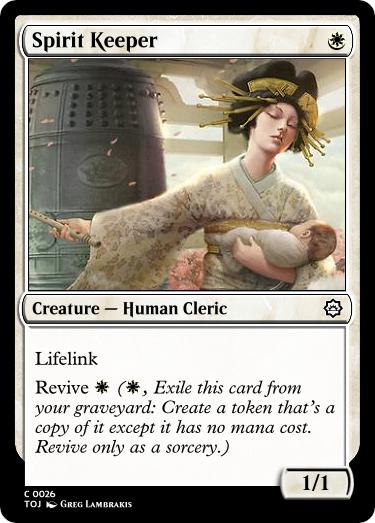 Spirit Keeper
Creature — Human Cleric
Lifelink
Revive (, Exile this card from
your graveyard: Create a token that's a
copy of it except it has no mana cost.
Revive only as a sorcery.)
1/1
C 0026
TOJ Greg Lambrakis